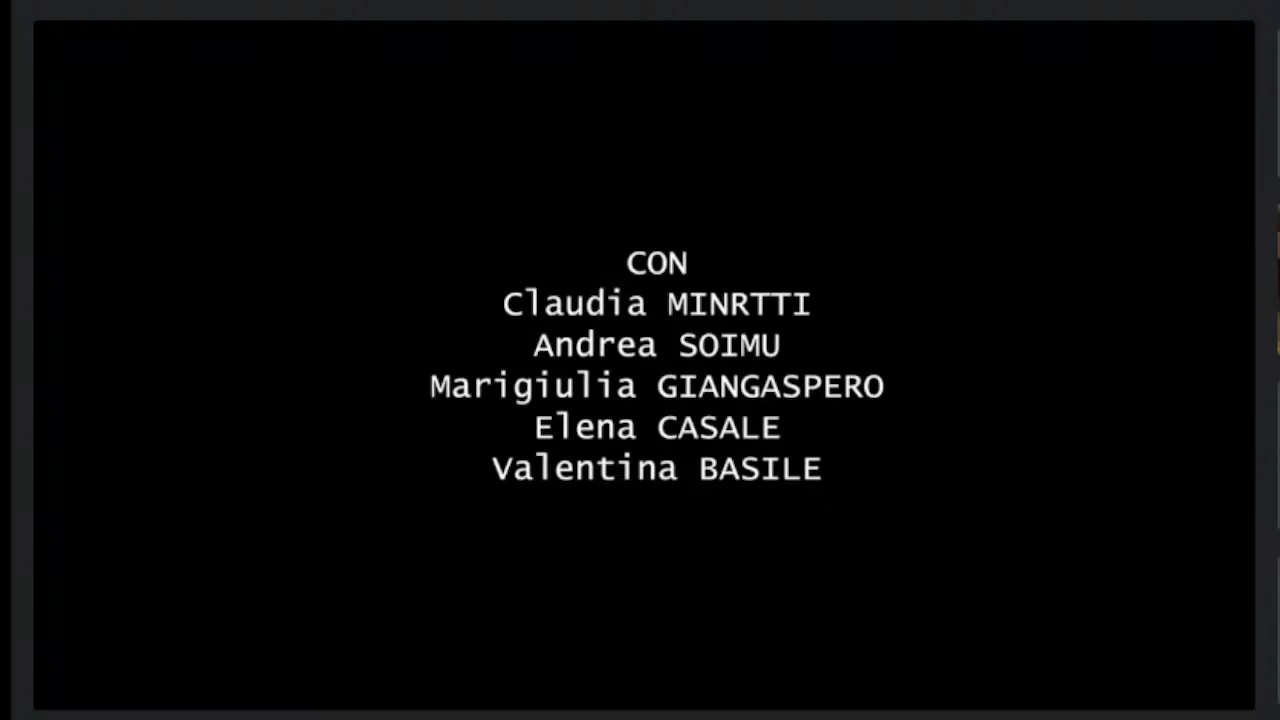 CON
Claudia MINRTTI
Andrea SOIMU
Marigiulia GIANGASPERO
Elena CASALE
Valentina BASILE